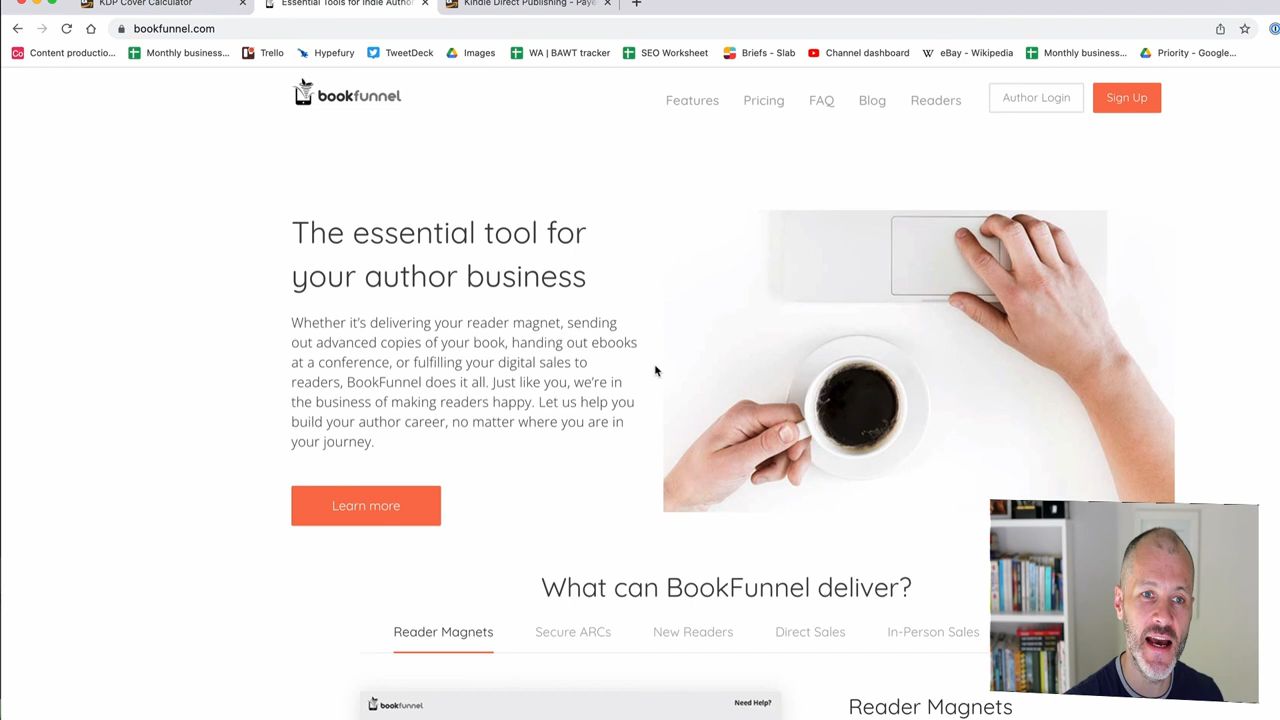 KDP Cover Calculator
Essential Tools for Indie Autho
Kindle Direct Publishing - Paye
bookfunnel.com
Content productio...
Monthly business...
Trello
Hypefury
TweetDeck
Images
WA | BAWT tracker
SEO Worksheet
Briefs - Slab
Channel dashboard
eBay - Wikipedia
Monthly business...
Priority - Google...
bookfunnel
Features
Pricing
FAQ
Blog
Readers
Author Login
Sign Up
The essential tool for
your author business
Whether it's delivering your reader magnet, sending
out advanced copies of your book, handing out ebooks
at a conference, or fulfilling your digital sales to
readers, BookFunnel does it all. Just like you, we're in
the business of making readers happy. Let us help you
build your author career, no matter where you are in
your journey.
Learn more
What can BookFunnel deliver?
Reader Magnets
Secure ARCs
New Readers
Direct Sales
In-Person Sales
bookfunnel
Need Help?
Reader Magnets